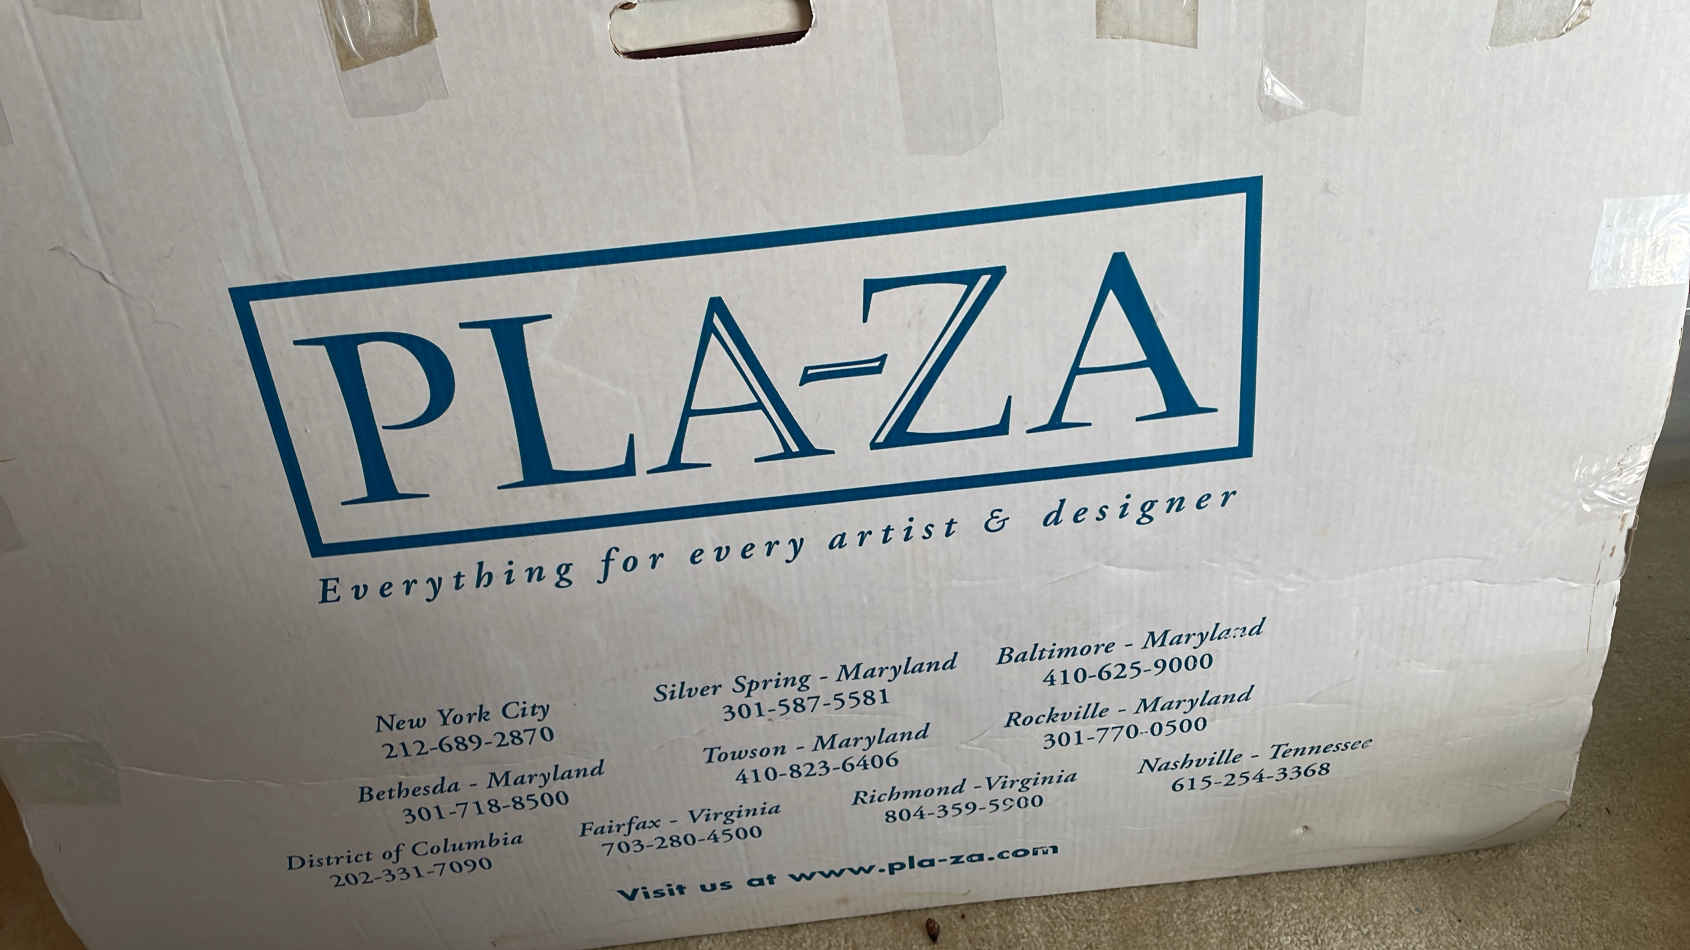 PLA-ZA
Everything for every artist & designer
New York City
212-689-2870
Silver Spring - Maryland
301-587-5581
Baltimore - Maryland
410-625-9000
Bethesda - Maryland
301-718-8500
Towson - Maryland
410-823-6406
Rockville - Maryland
301-770-0500
District of Columbia
202-331-7090
Fairfax - Virginia
703-280-4500
Richmond -Virginia
804-359-5900
Nashville - Tennessee
615-254-3368
Visit us at www.pla-za.com